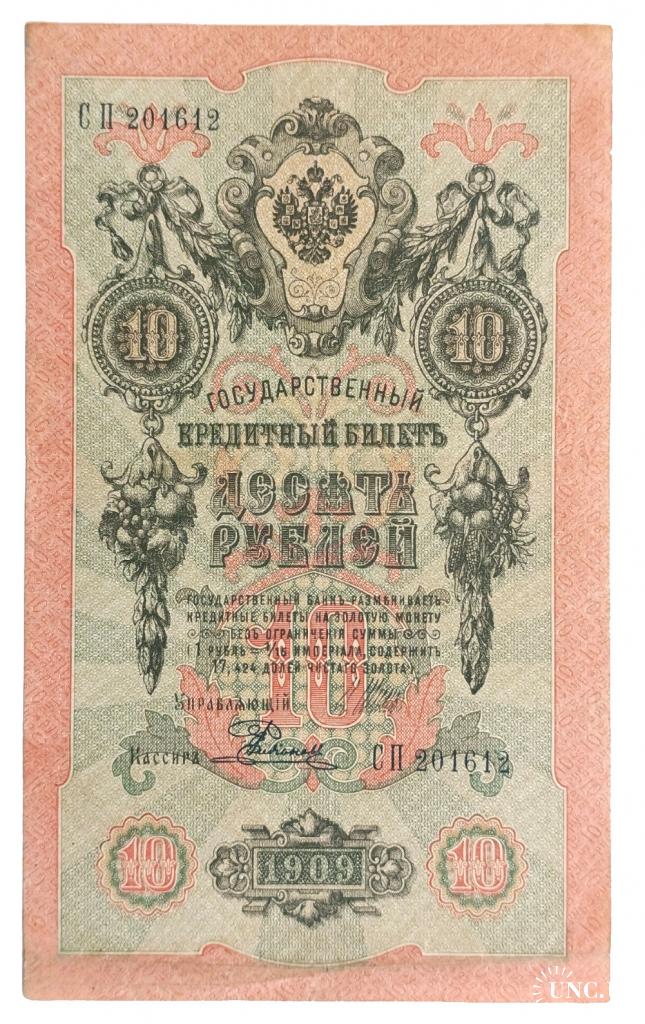 СП 201612
10 10
ГОСУДАРСТВЕННЫЙ
КРЕДИТНЫЙ БИЛЕТЪ
ДЕСЯТЬ
РУБЛЕЙ
ГОСУДАРСТВЕННЫЙ БАНКЪ РАЗМѢНИВАЕТЪ
КРЕДИТНЫЕ БИЛЕТЫ НА ЗОЛОТУЮ МОНЕТУ
БЕЗЪ ОГРАНИЧЕНІЯ СУММЫ
(1 РУБЛЬ = 1/15 ИМПЕРІАЛА, СОДЕРЖИТЪ
17,424 ДОЛЕЙ ЧИСТАГО ЗОЛОТА).
10
УПРАВЛЯЮЩІЙ
КАССИРЪ
СП 201612
10 1909 10
UNC.